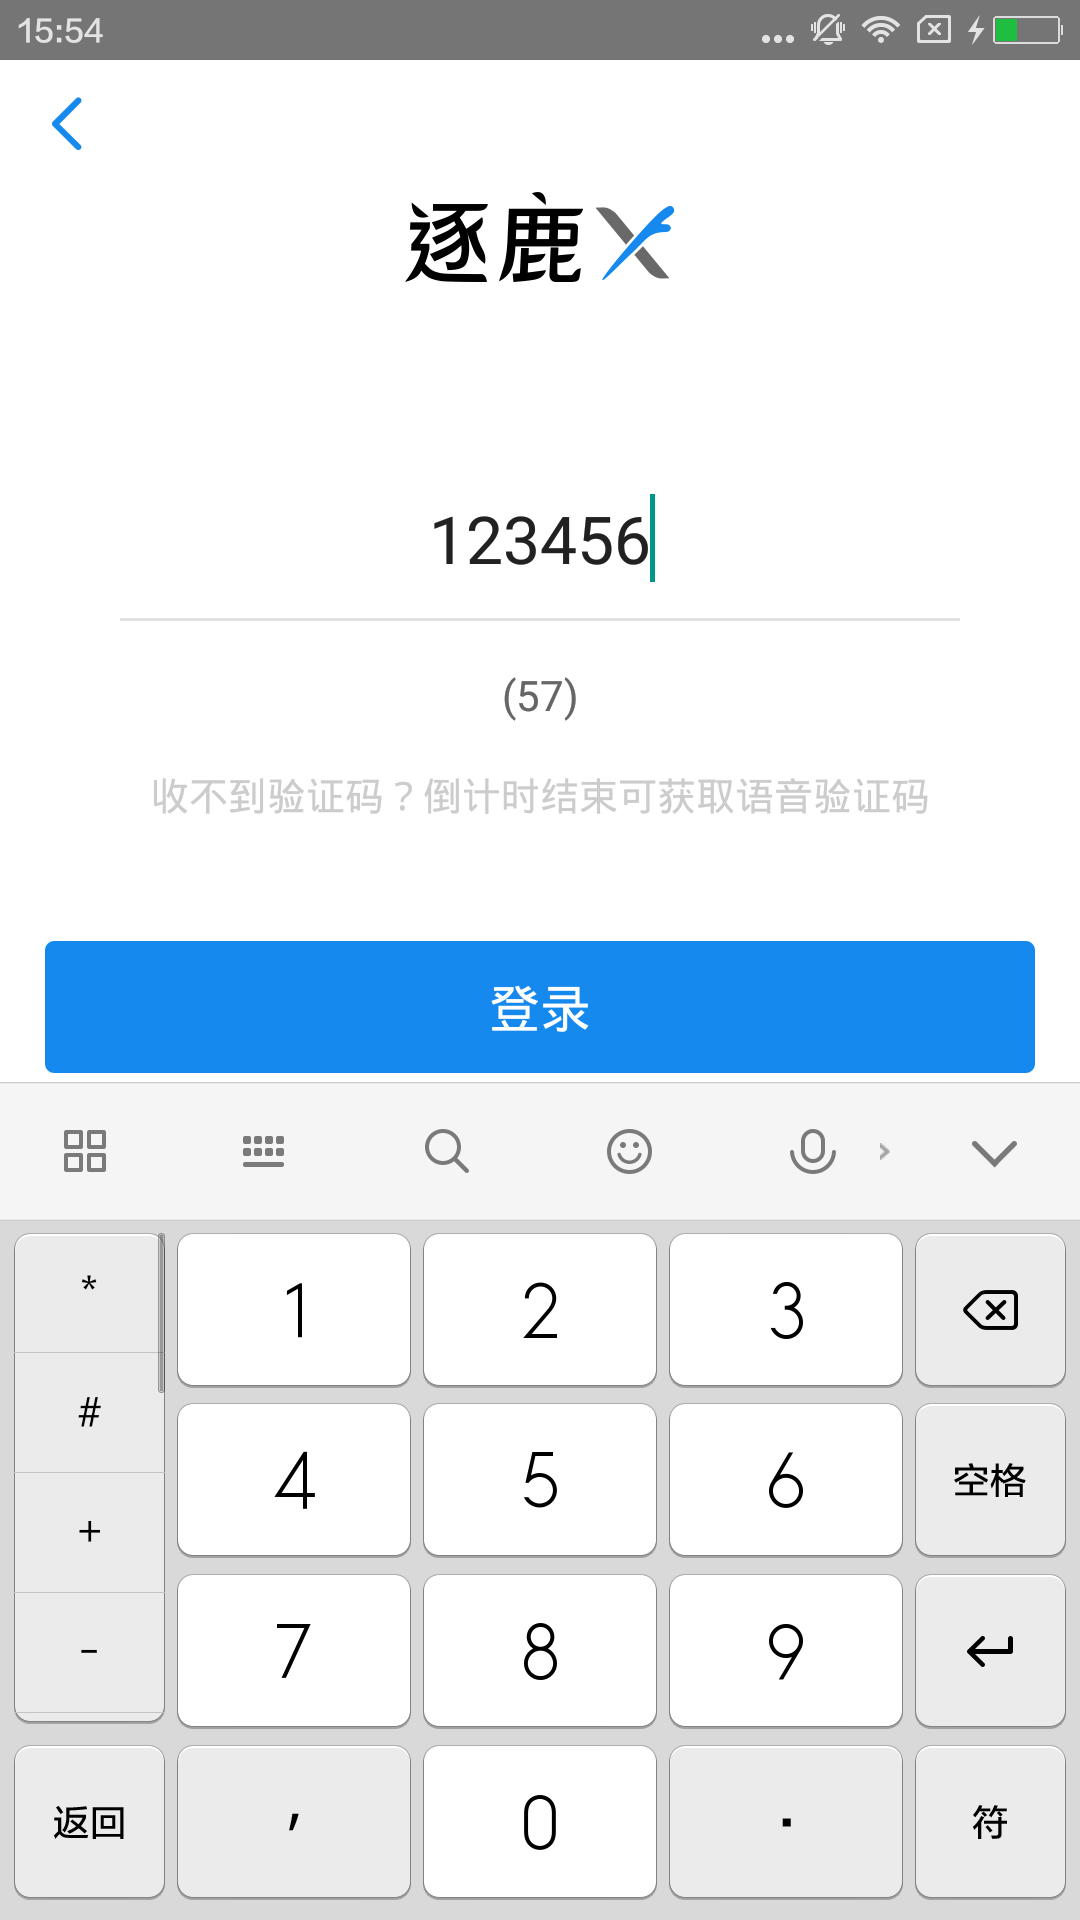 15:54
逐鹿X
123456
(57)
收不到验证码？倒计时结束可获取语音验证码
登录
* 1 2 3
# 4 5 6 空格
+
- 7 8 9
返回 , 0 . 符